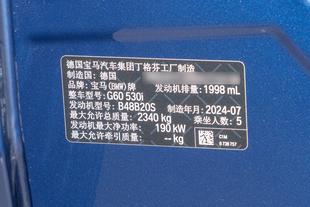 德国宝马汽车集团丁格芬工厂制造
制造国：德国
品牌：宝马(BMW)牌 发动机排量：1998 mL
整车型号：G60 530i
发动机型号：B48B20S 制造年月：2024-07
最大允许总质量：2340 kg 乘坐人数：5
发动机最大净功率：190 kW
最大允许牵引质量：-- kg